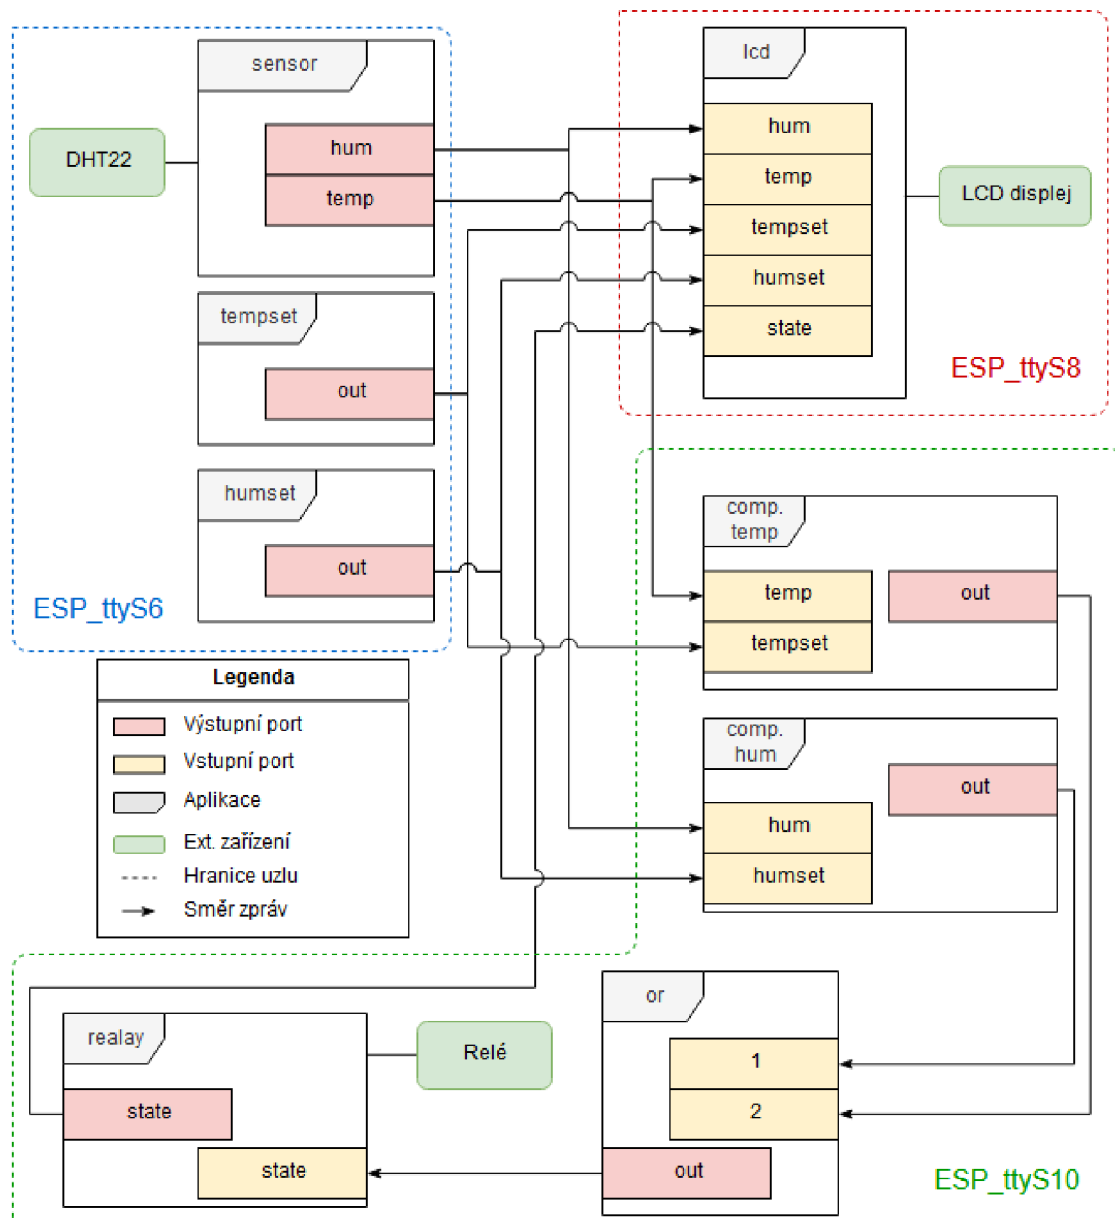 sensor
DHT22
hum
temp
tempset
out
humset
out
ESP_ttyS6
lcd
hum
temp
tempset
humset
state
LCD displej
ESP_ttyS8
comp.
temp
temp
tempset
out
comp.
hum
out
hum
humset
Legenda
Výstupní port
Vstupní port
Aplikace
Ext. zařízení
Hranice uzlu
Směr zpráv
realay
state
state
Relé
or
1
2
out
ESP_ttyS10